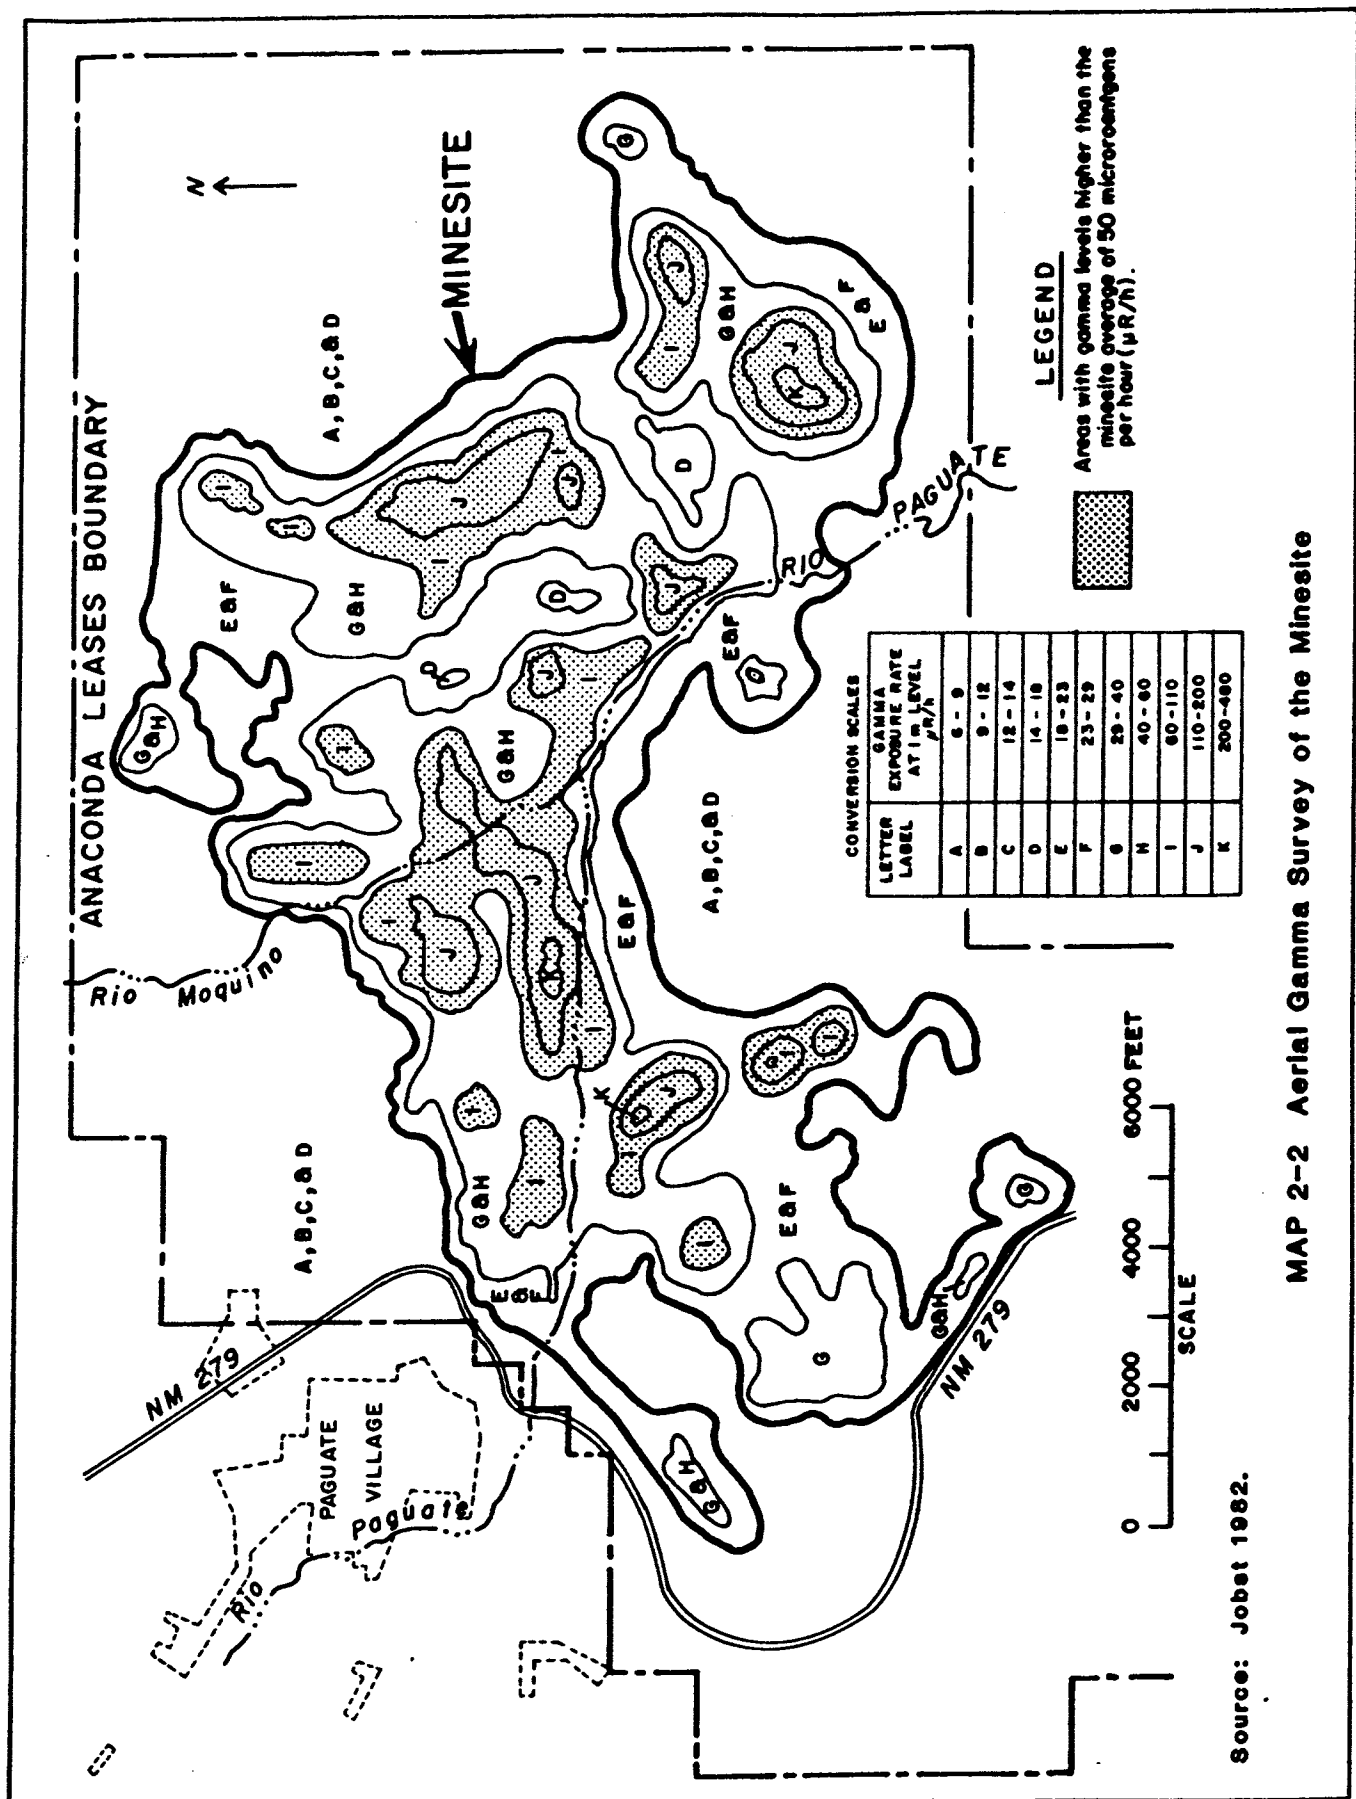 ANACONDA LEASES BOUNDARY
N
MINESITE
A,B,C,& D
G & H
E & F
I
I
G & H
I
J
I
J
G
J
I
G & H
K
J
E & F
D
D
D
I
I
Rio Moquino
I
J
J
K
I
G & H
J
I
J
RIO PAGUATE
E & F
G
A,B,C,& D
E & F
A,B,C,& D
I
G & H
I
E & F
K
J
I
I
G
I
I
E & F
G
G & H
G
G & H
NM 279
NM 279
PAGUATE
VILLAGE
Rio Paguate
LEGEND
Areas with gamma levels higher than the
minesite average of 50 microroentgens
per hour (µR/h).
CONVERSION SCALES
LETTER LABEL
GAMMA EXPOSURE RATE AT 1m LEVEL µR/h
A 6 - 9
B 9 - 12
C 12 - 14
D 14 - 18
E 18 - 23
F 23 - 29
G 29 - 40
H 40 - 60
I 60 - 110
J 110 - 200
K 200 - 480
0 2000 4000 6000 FEET
SCALE
Source: Jobst 1982.
MAP 2-2 Aerial Gamma Survey of the Minesite